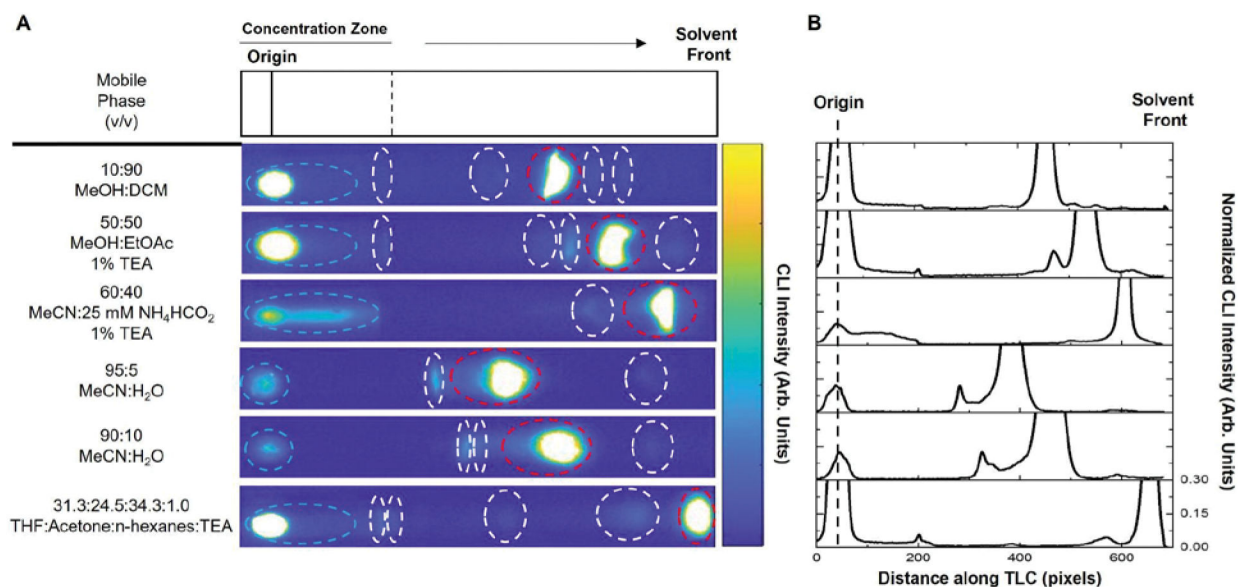 A
Concentration Zone
Origin
Solvent
Front
Mobile
Phase
(v/v)
10:90
MeOH:DCM
50:50
MeOH:EtOAc
1% TEA
60:40
MeCN:25 mM NH₄HCO₂
1% TEA
95:5
MeCN:H₂O
90:10
MeCN:H₂O
31.3:24.5:34.3:1.0
THF:Acetone:n-hexanes:TEA
CLI Intensity (Arb. Units)
B
Origin
Solvent
Front
Normalized CLI Intensity (Arb. Units)
0.30
0.15
0.00
0 200 400 600
Distance along TLC (pixels)